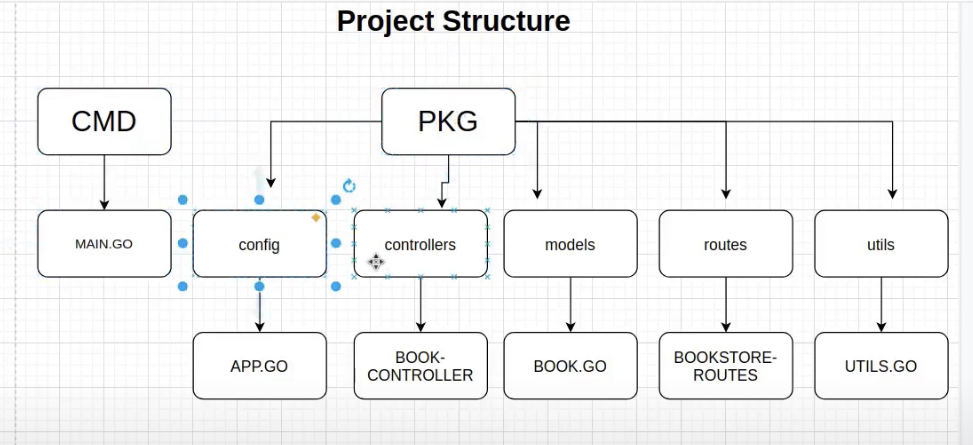 Project Structure
CMD
PKG
MAIN.GO
config
controllers
models
routes
utils
APP.GO
BOOK-
CONTROLLER
BOOK.GO
BOOKSTORE-
ROUTES
UTILS.GO